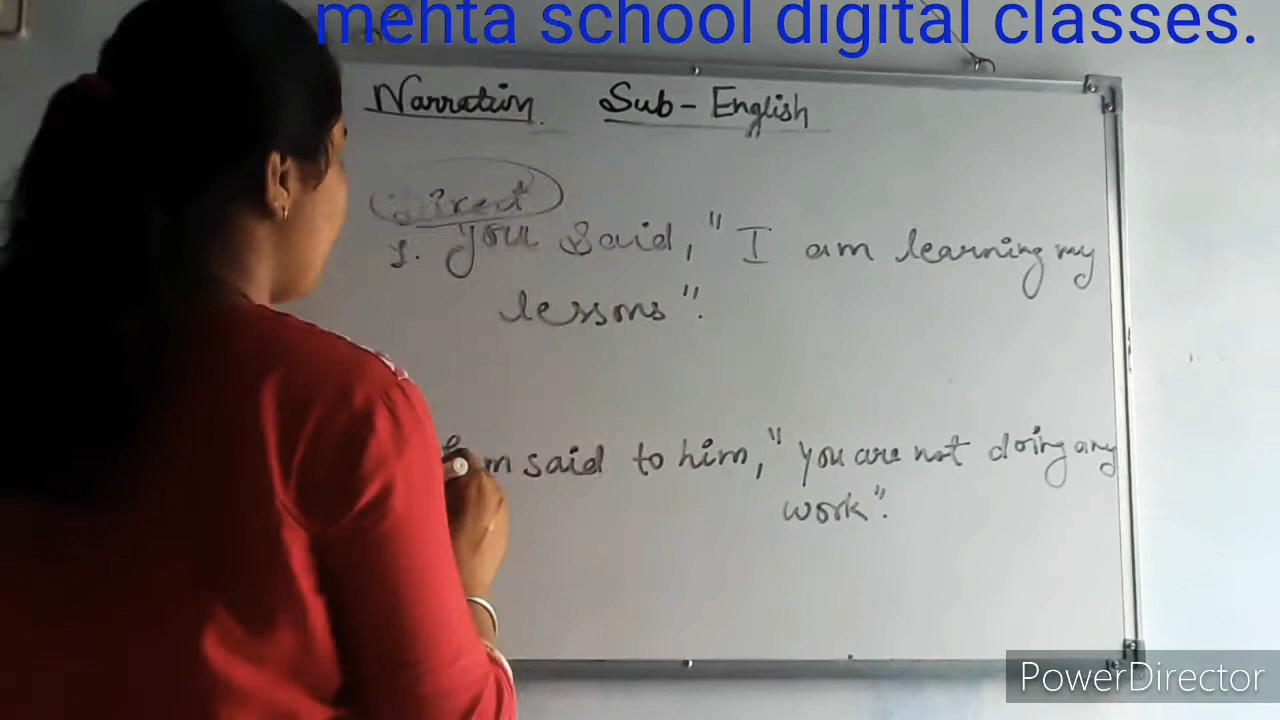 mehta school digital classes.
Narration. Sub - English
Direct
1. you said, "I am learning my
lessons".
said to him, "you are not doing any
work".
PowerDirector